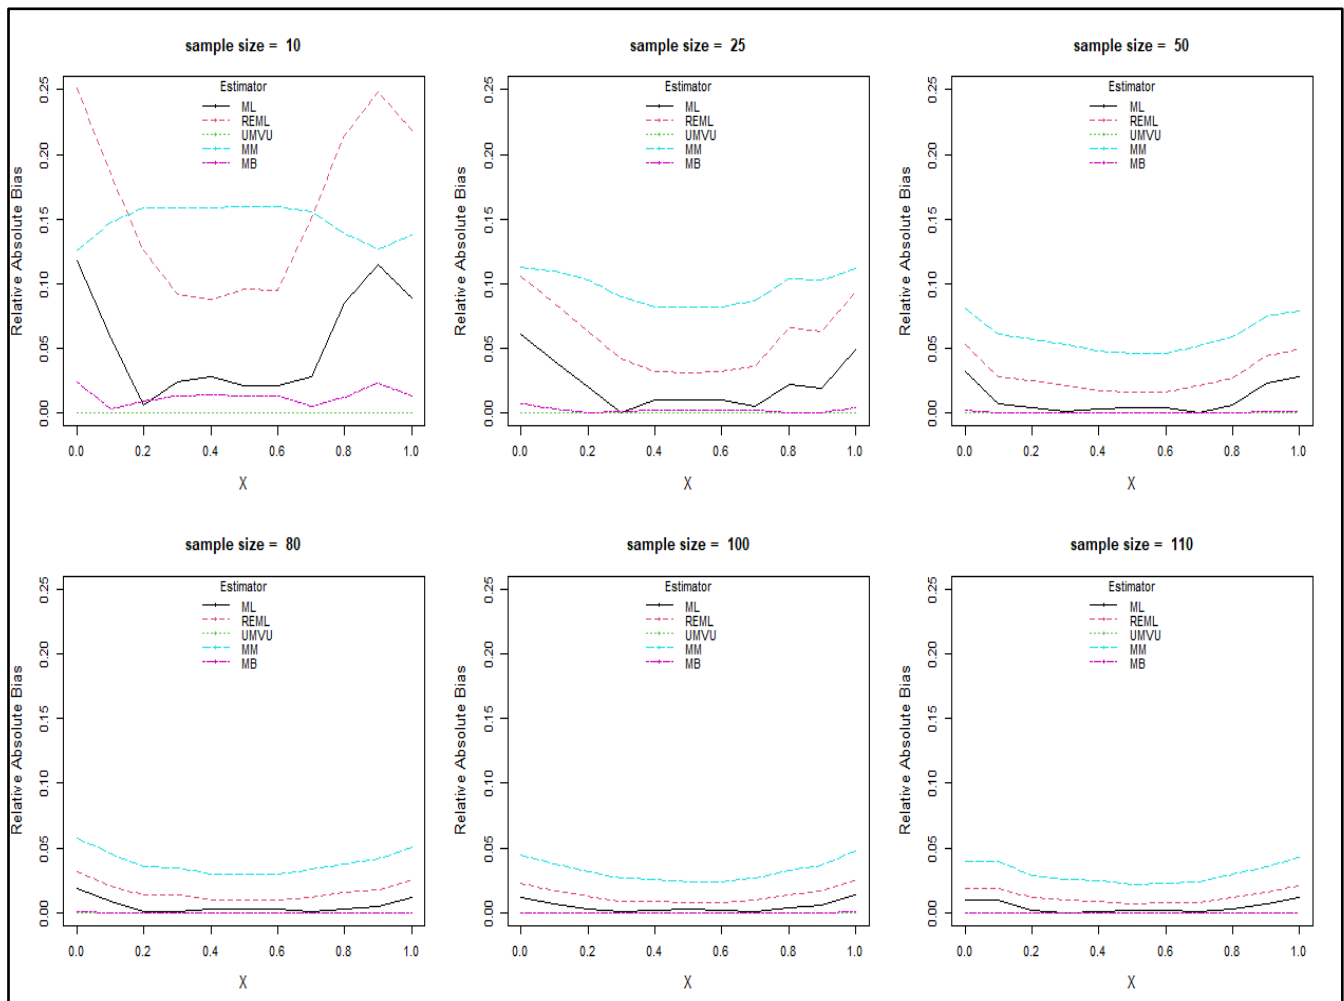 sample size = 10
Relative Absolute Bias
0.00 0.05 0.10 0.15 0.20 0.25
Estimator
ML
REML
UMVU
MM
MB
0.0 0.2 0.4 0.6 0.8 1.0
X
sample size = 25
Relative Absolute Bias
0.00 0.05 0.10 0.15 0.20 0.25
Estimator
ML
REML
UMVU
MM
MB
0.0 0.2 0.4 0.6 0.8 1.0
X
sample size = 50
Relative Absolute Bias
0.00 0.05 0.10 0.15 0.20 0.25
Estimator
ML
REML
UMVU
MM
MB
0.0 0.2 0.4 0.6 0.8 1.0
X
sample size = 80
Relative Absolute Bias
0.00 0.05 0.10 0.15 0.20 0.25
Estimator
ML
REML
UMVU
MM
MB
0.0 0.2 0.4 0.6 0.8 1.0
X
sample size = 100
Relative Absolute Bias
0.00 0.05 0.10 0.15 0.20 0.25
Estimator
ML
REML
UMVU
MM
MB
0.0 0.2 0.4 0.6 0.8 1.0
X
sample size = 110
Relative Absolute Bias
0.00 0.05 0.10 0.15 0.20 0.25
Estimator
ML
REML
UMVU
MM
MB
0.0 0.2 0.4 0.6 0.8 1.0
X